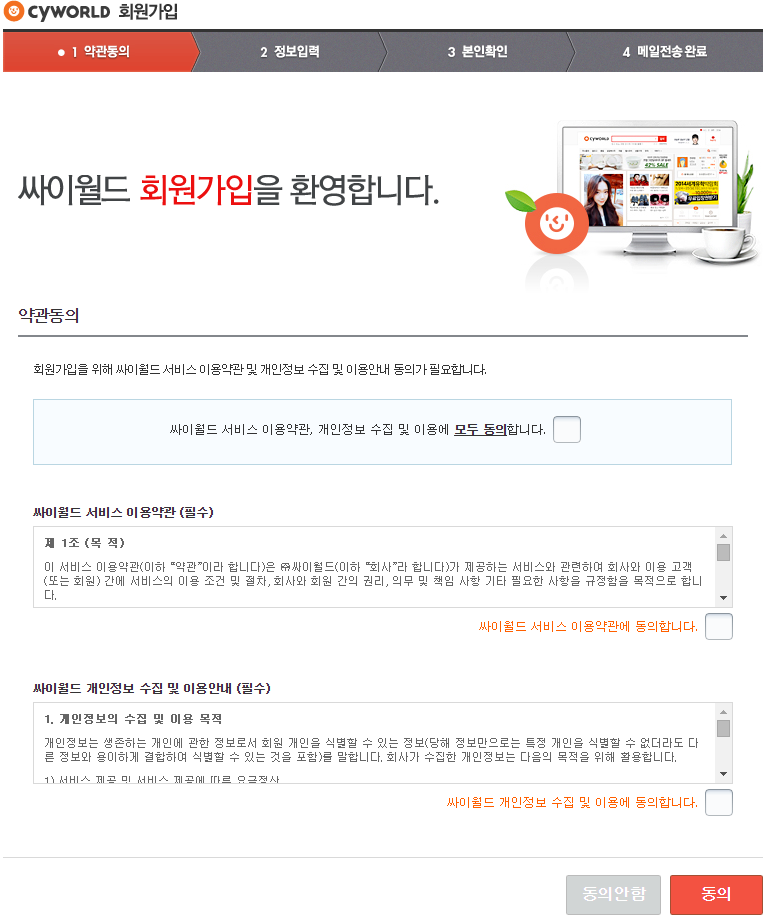 CYWORLD 회원가입
1 약관동의
2 정보입력
3 본인확인
4 메일전송 완료
싸이월드 회원가입을 환영합니다.
CYWORLD
42% SALE
약관동의
회원가입을 위해 싸이월드 서비스 이용약관 및 개인정보 수집 및 이용안내 동의가 필요합니다.
싸이월드 서비스 이용약관, 개인정보 수집 및 이용에 모두 동의합니다.
싸이월드 서비스 이용약관 (필수)
제 1조 (목 적)
이 서비스 이용약관(이하 “약관”이라 합니다)은 ㈜싸이월드(이하 “회사”라 합니다)가 제공하는 서비스와 관련하여 회사와 이용 고객
(또는 회원) 간에 서비스의 이용 조건 및 절차, 회사와 회원 간의 권리, 의무 및 책임 사항 기타 필요한 사항을 규정함을 목적으로 합니
다.
싸이월드 서비스 이용약관에 동의합니다.
싸이월드 개인정보 수집 및 이용안내 (필수)
1. 개인정보의 수집 및 이용 목적
개인정보는 생존하는 개인에 관한 정보로서 회원 개인을 식별할 수 있는 정보(당해 정보만으로는 특정 개인을 식별할 수 없더라도 다
른 정보와 용이하게 결합하여 식별할 수 있는 것을 포함)를 말합니다. 회사가 수집한 개인정보는 다음의 목적을 위해 활용합니다.
1) 서비스 제공 및 서비스 제공에 따른 요금정산
싸이월드 개인정보 수집 및 이용에 동의합니다.
동의안함
동의